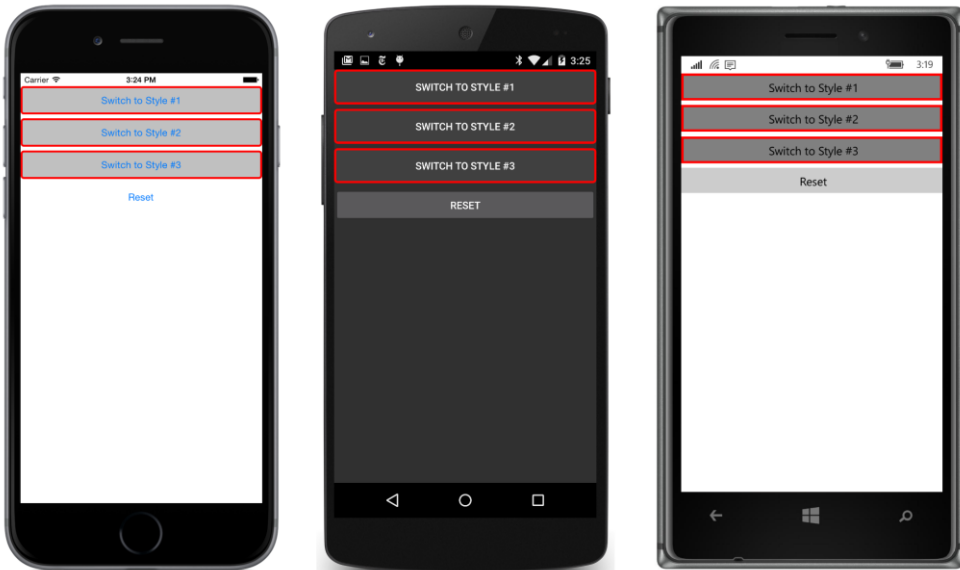 Carrier 3:24 PM
Switch to Style #1
Switch to Style #2
Switch to Style #3
Reset
3:25
SWITCH TO STYLE #1
SWITCH TO STYLE #2
SWITCH TO STYLE #3
RESET
3:19
Switch to Style #1
Switch to Style #2
Switch to Style #3
Reset